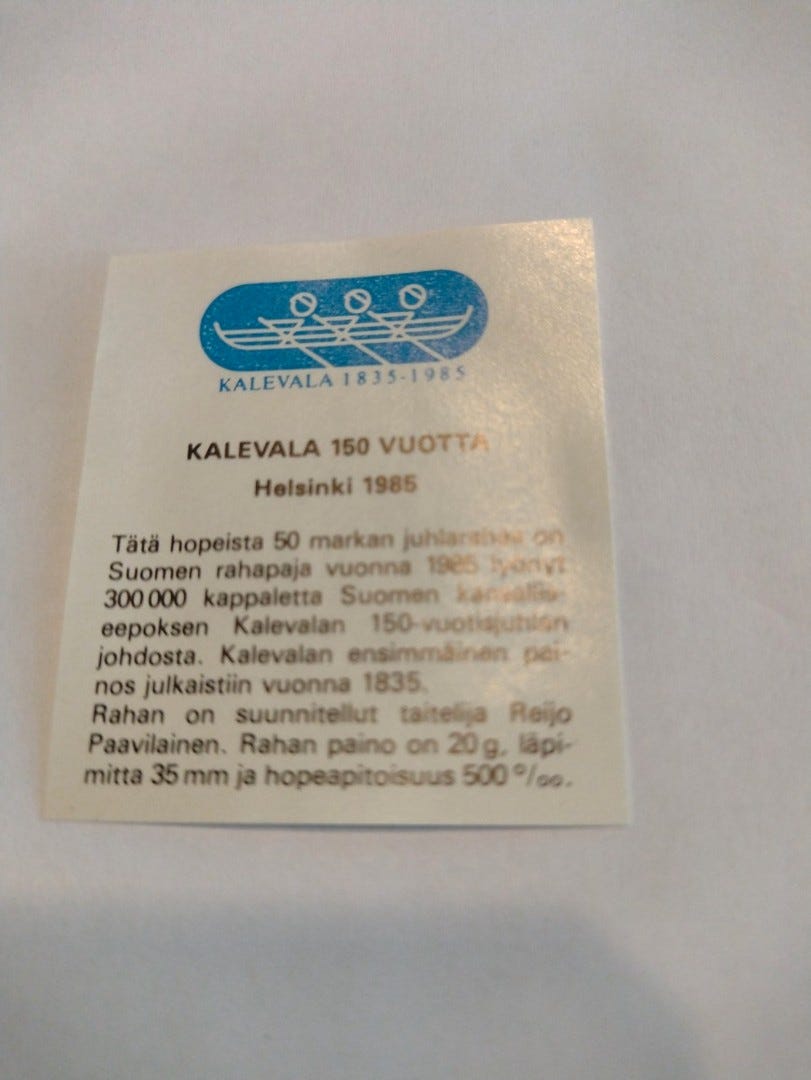 KALEVALA 1835-1985
KALEVALA 150 VUOTTA
Helsinki 1985
Tätä hopeista 50 markan juhlarahaa on
Suomen rahapaja vuonna 1985 lyönyt
300 000 kappaletta Suomen kansallis-
eepoksen Kalevalan 150-vuotisjuhlan
johdosta. Kalevalan ensimmäinen pai-
nos julkaistiin vuonna 1835.
Rahan on suunnitellut taitelija Reijo
Paavilainen. Rahan paino on 20 g, läpi-
mitta 35 mm ja hopeapitoisuus 500 ‰.